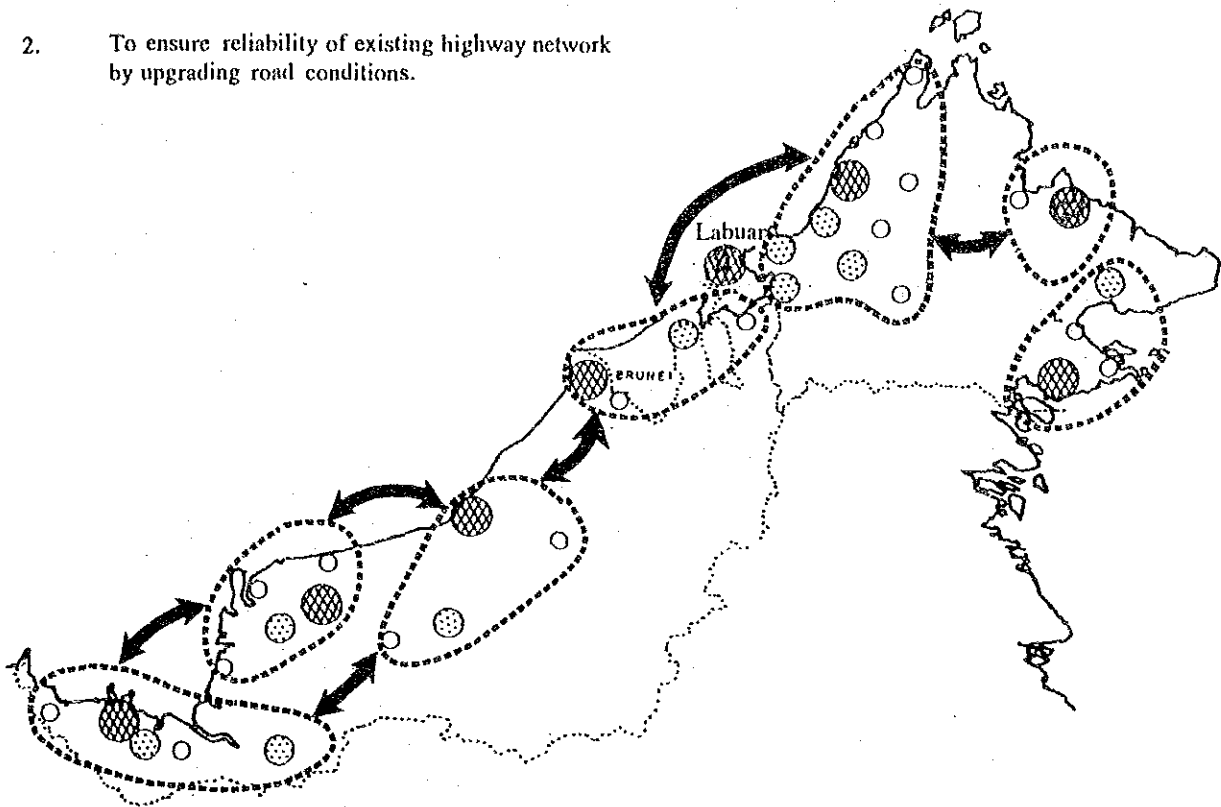 2. To ensure reliability of existing highway network
by upgrading road conditions.
Labuan
BRUNEI